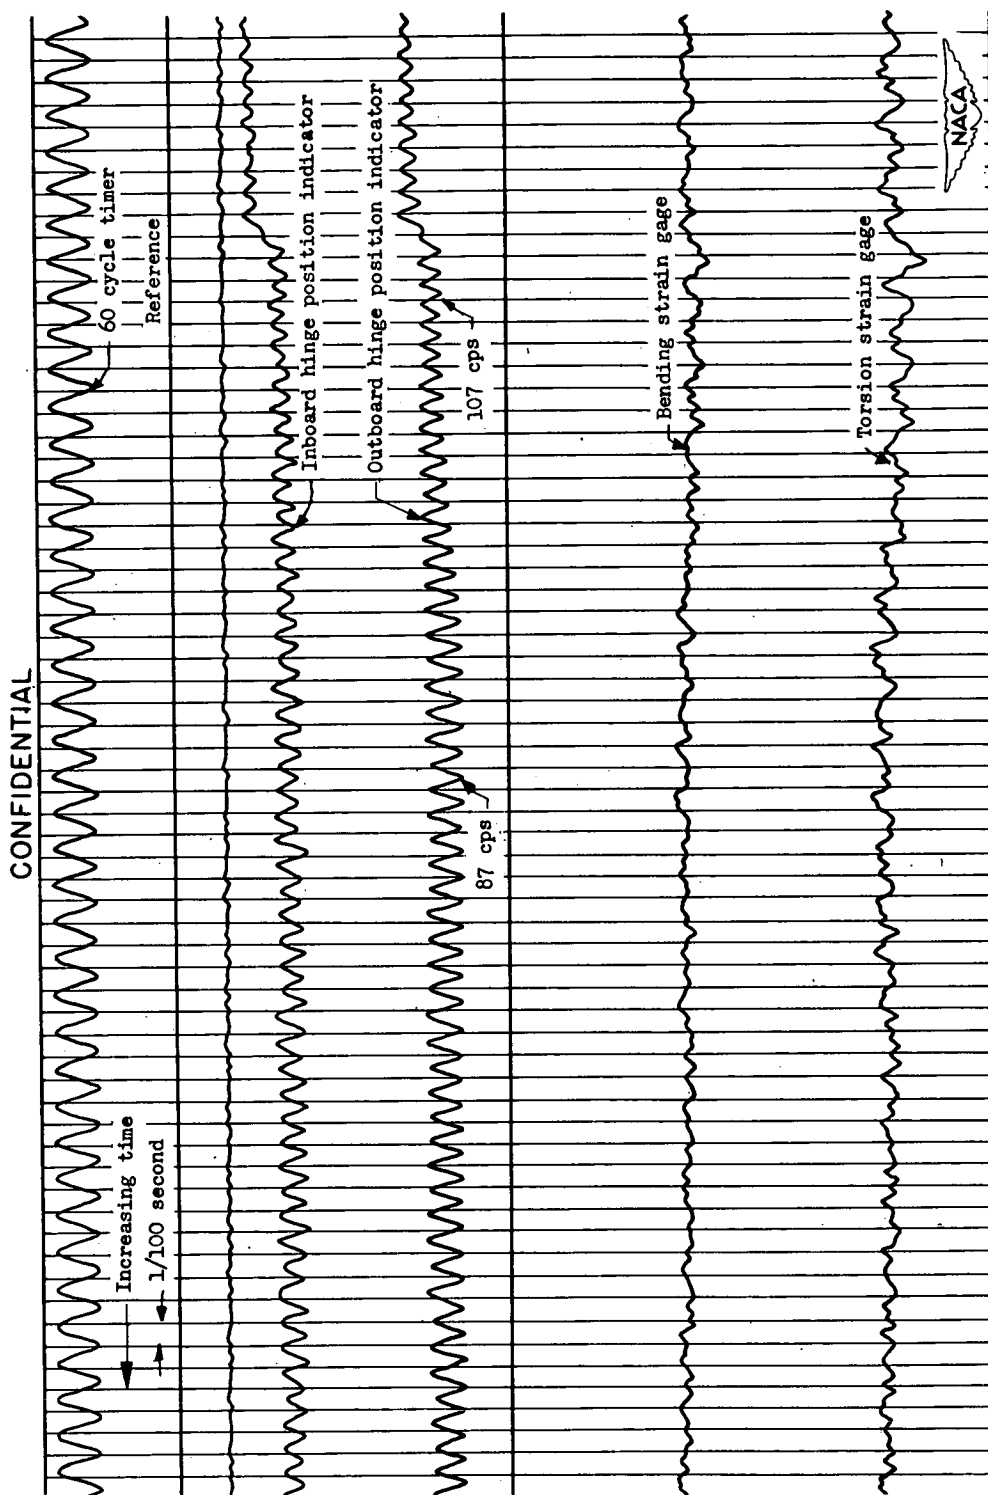 CONFIDENTIAL
60 cycle timer
Reference
Inboard hinge position indicator
Outboard hinge position indicator
107 cps
87 cps
Increasing time
1/100 second
Bending strain gage
Torsion strain gage
NACA